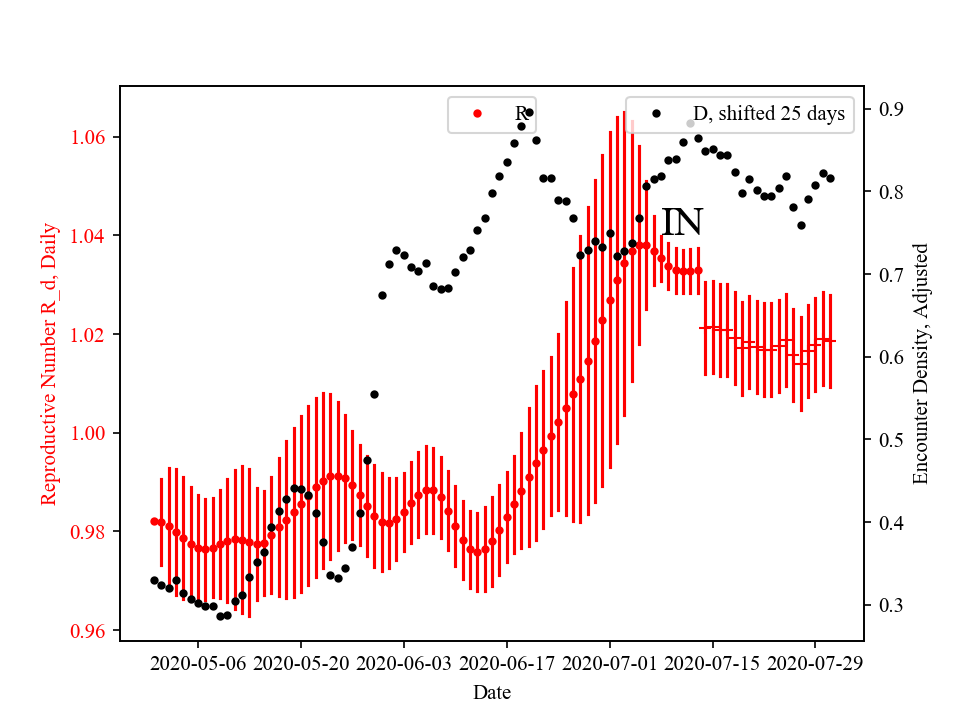 R
D, shifted 25 days
IN
Reproductive Number R_d, Daily
1.06
1.04
1.02
1.00
0.98
0.96
0.9
0.8
0.7
0.6
0.5
0.4
0.3
Encounter Density, Adjusted
2020-05-06 2020-05-20 2020-06-03 2020-06-17 2020-07-01 2020-07-15 2020-07-29
Date